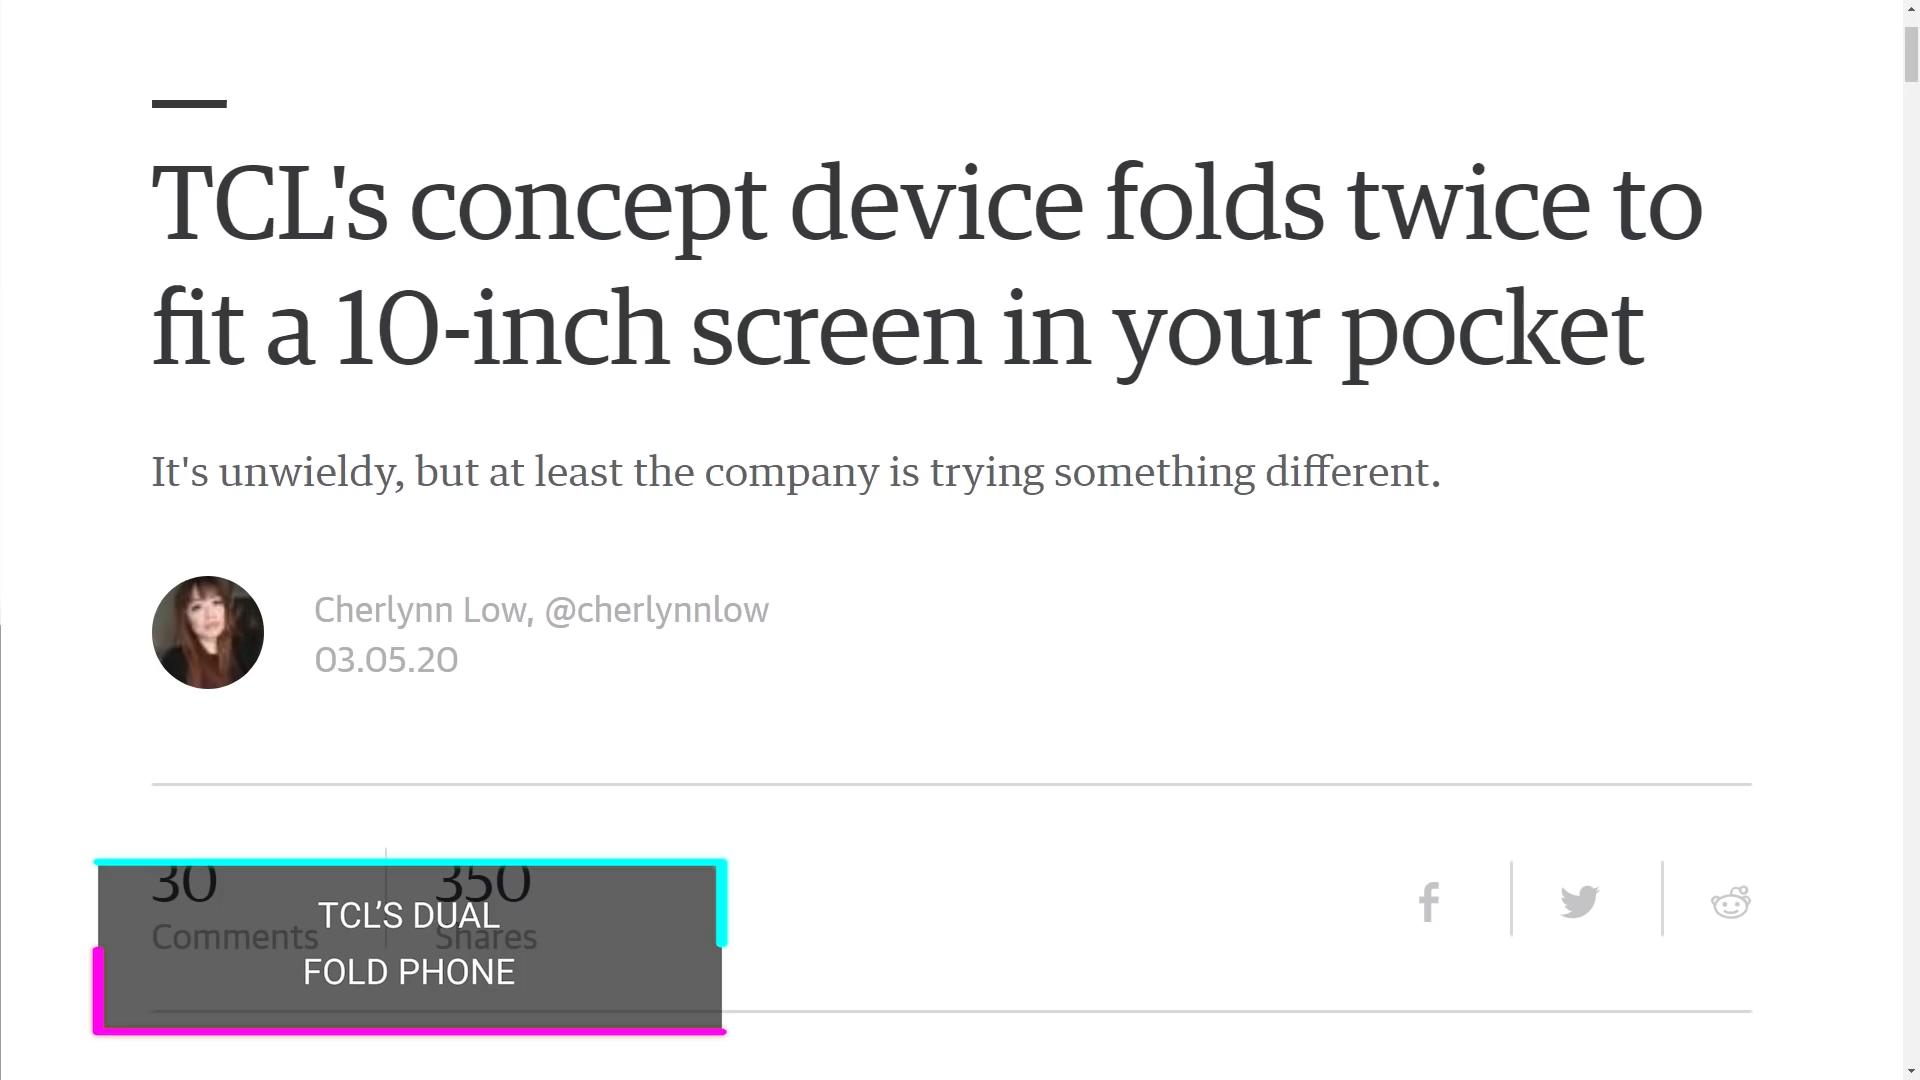 TCL's concept device folds twice to
fit a 10-inch screen in your pocket
It's unwieldy, but at least the company is trying something different.
Cherlynn Low, @cherlynnlow
03.05.20
30
Comments
350
Shares
TCL’S DUAL
FOLD PHONE